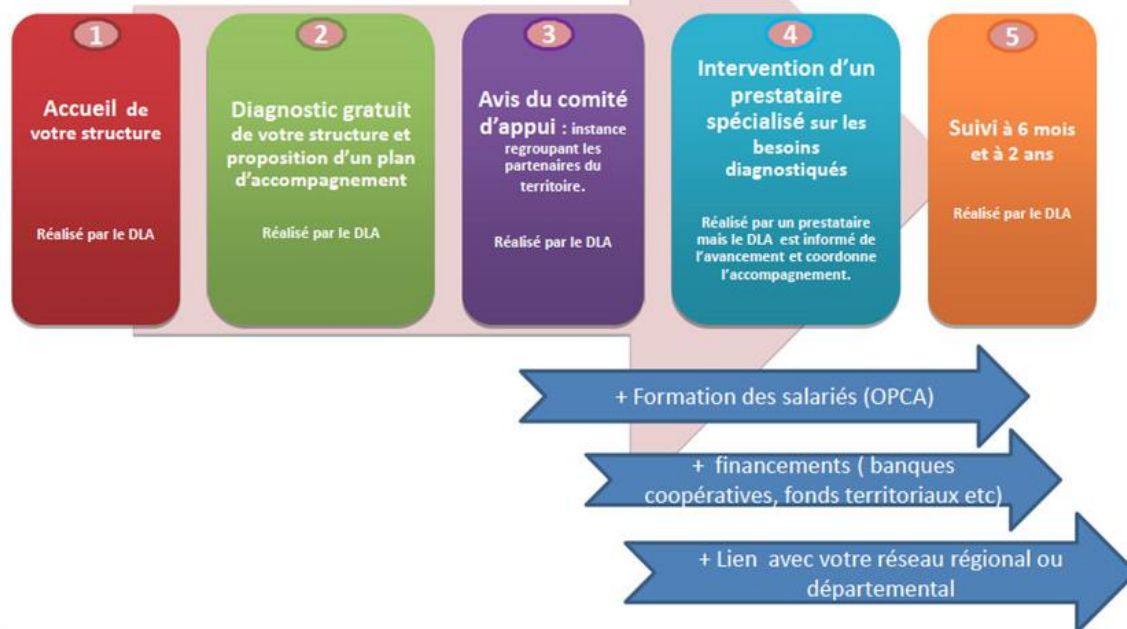 1
Accueil de
votre structure
Réalisé par le DLA
2
Diagnostic gratuit
de votre structure et
proposition d'un plan
d'accompagnement
Réalisé par le DLA
3
Avis du comité
d'appui : instance
regroupant les
partenaires du
territoire.
Réalisé par le DLA
4
Intervention d'un
prestataire
spécialisé sur les
besoins
diagnostiqués
Réalisé par un prestataire
mais le DLA est informé de
l'avancement et coordonne
l'accompagnement.
5
Suivi à 6 mois
et à 2 ans
Réalisé par le DLA
+ Formation des salariés (OPCA)
+ financements ( banques
coopératives, fonds territoriaux etc)
+ Lien avec votre réseau régional ou
départemental